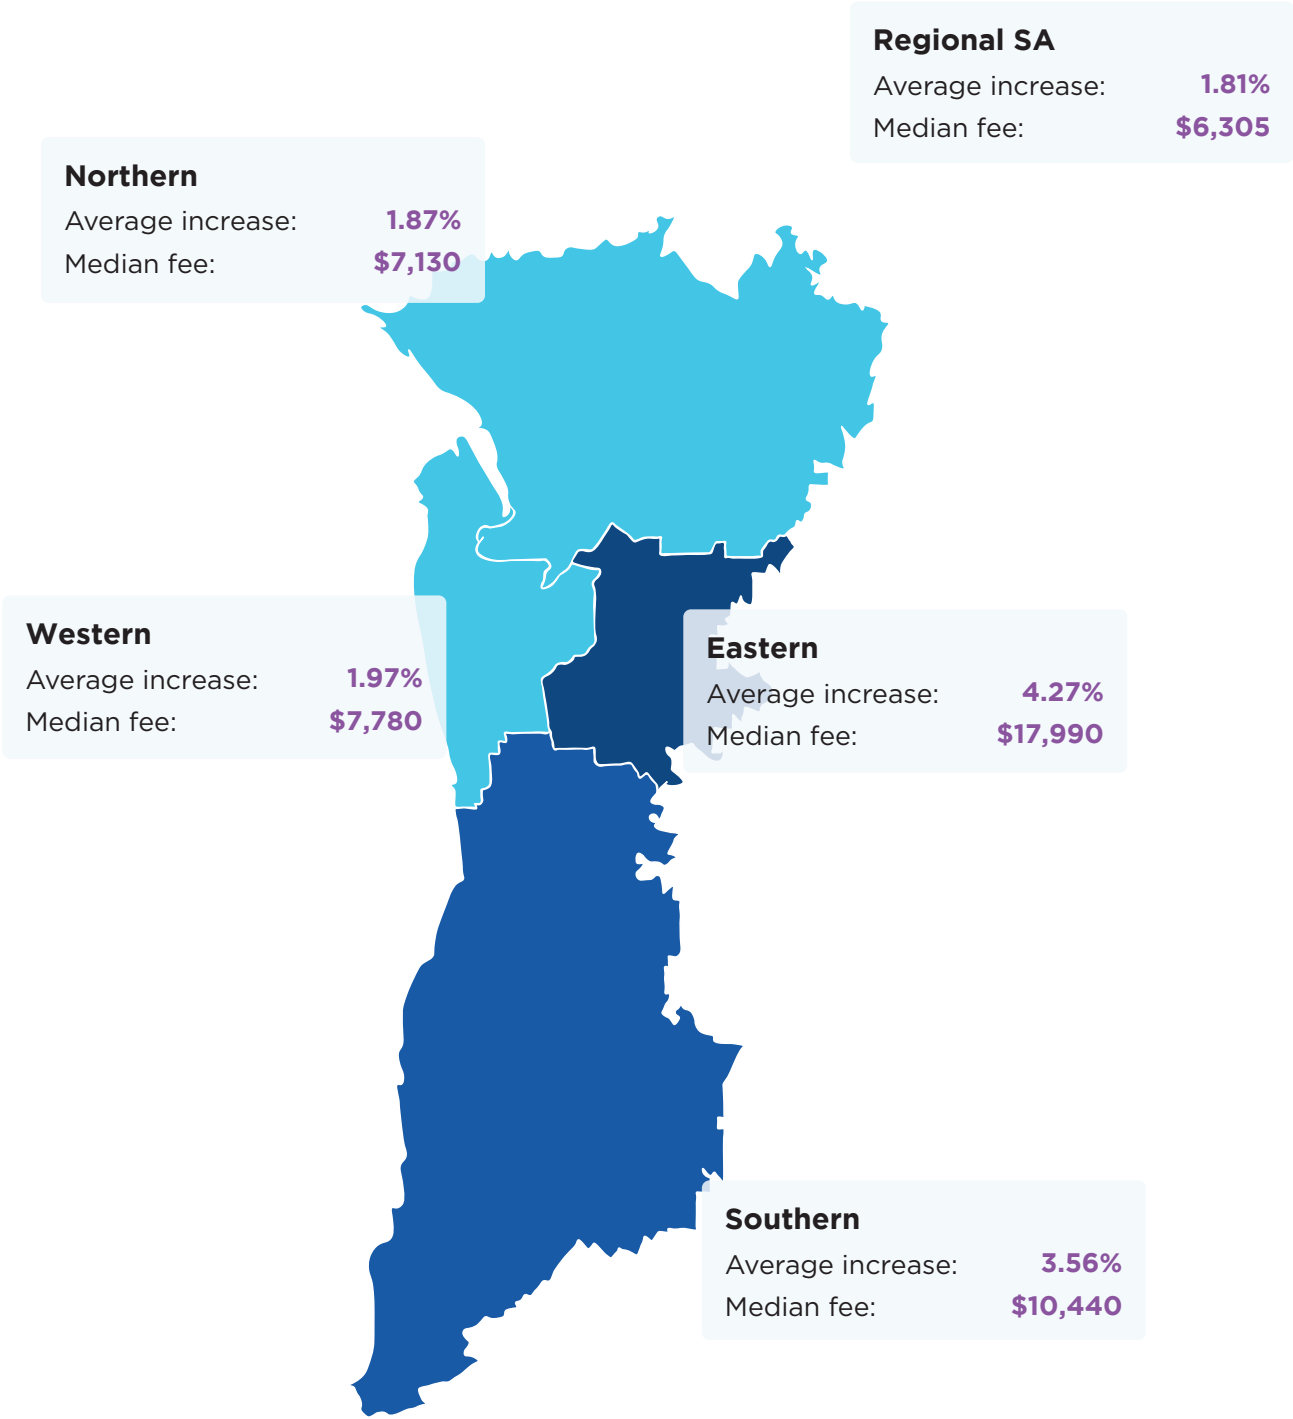 Regional SA
Average increase: 1.81%
Median fee: $6,305
Northern
Average increase: 1.87%
Median fee: $7,130
Western
Average increase: 1.97%
Median fee: $7,780
Eastern
Average increase: 4.27%
Median fee: $17,990
Southern
Average increase: 3.56%
Median fee: $10,440